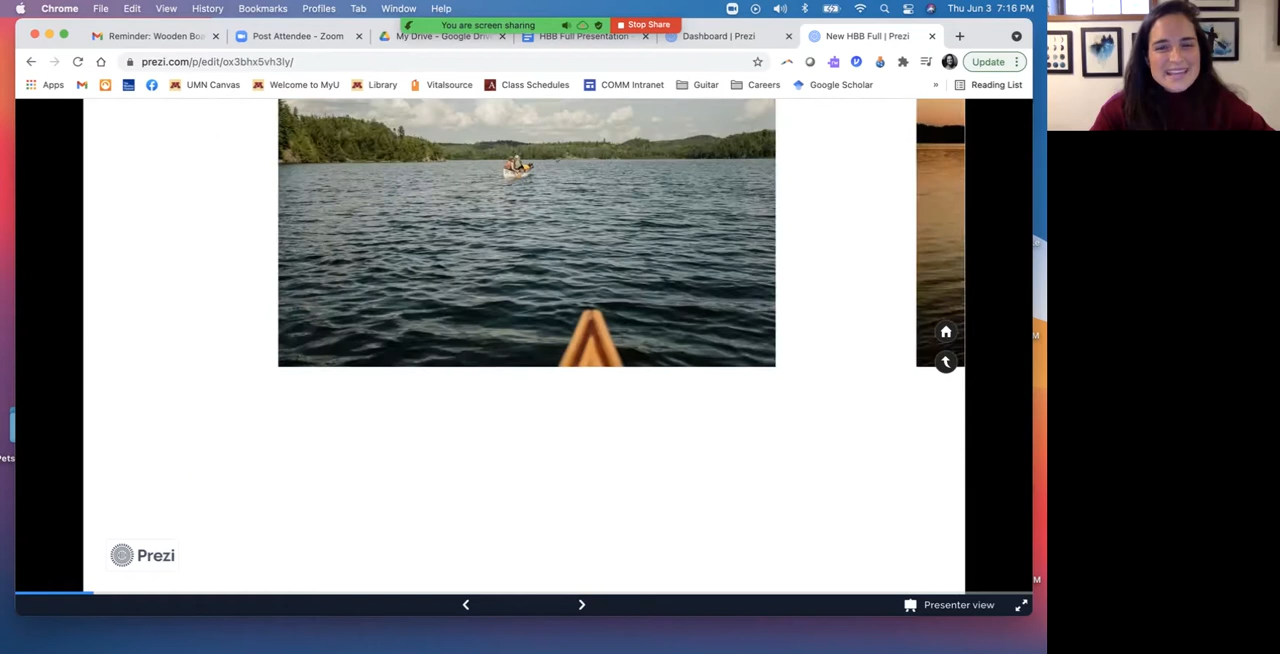 Chrome File Edit View History Bookmarks Profiles Tab Window Help Thu Jun 3 7:16 PM
You are screen sharing Stop Share
Reminder: Wooden Boa Post Attendee - Zoom My Drive - Google Driv HBB Full Presentation - Dashboard | Prezi New HBB Full | Prezi
prezi.com/p/edit/ox3bhx5vh3ly/ Update
Apps UMN Canvas Welcome to MyU Library Vitalsource Class Schedules COMM Intranet Guitar Careers Google Scholar » Reading List
Pets
Prezi
Presenter view